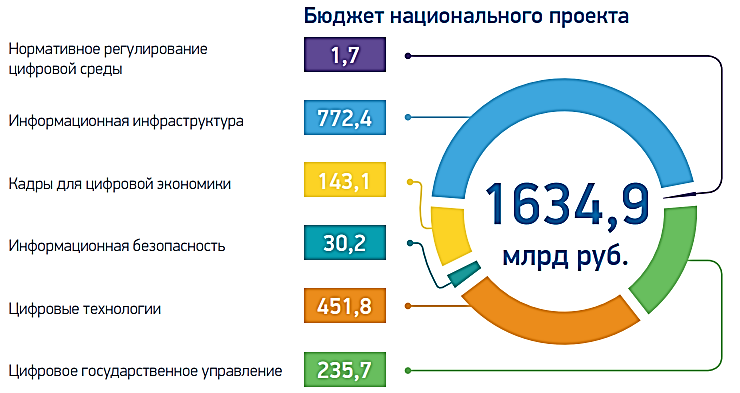 Бюджет национального проекта
Нормативное регулирование
цифровой среды
1,7
Информационная инфраструктура
772,4
Кадры для цифровой экономики
143,1
Информационная безопасность
30,2
Цифровые технологии
451,8
Цифровое государственное управление
235,7
1634,9
млрд руб.